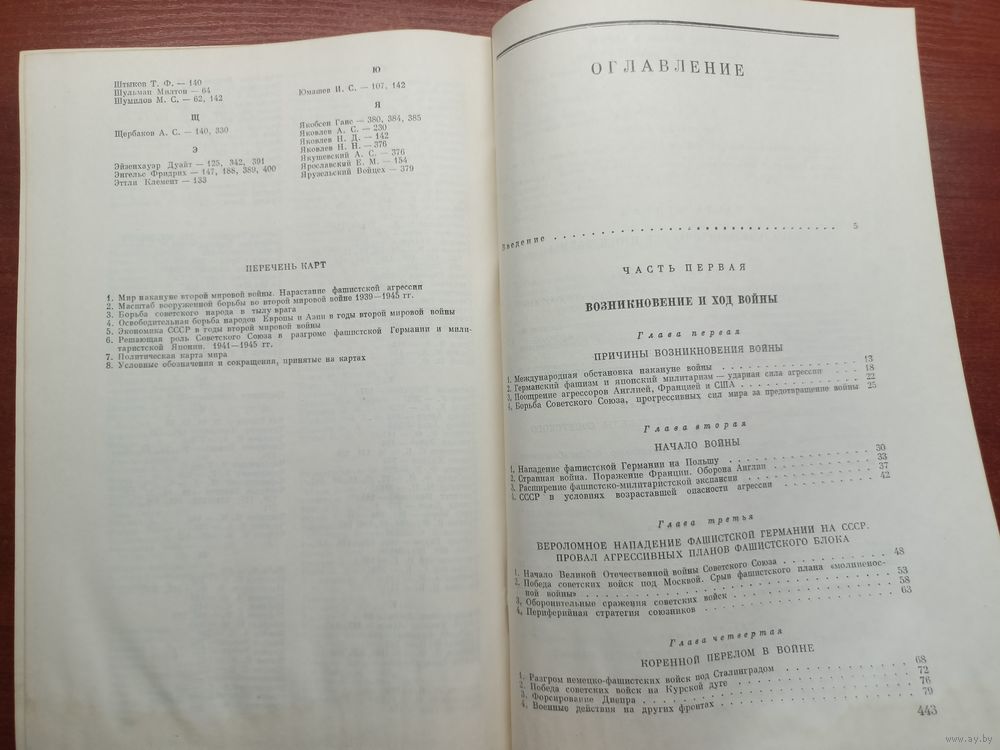 Штыков Т. Ф. — 140
Шульман Милтон — 64
Шумилов М. С. — 62, 142
Щ
Щербаков А. С. — 140, 330
Э
Эйзенхауэр Дуайт — 125, 342, 391
Энгельс Фридрих — 147, 188, 389, 400
Эттли Клемент — 133
Ю
Юмашев И. С. — 107, 142
Я
Якобсен Ганс — 380, 384, 385
Яковлев А. С. — 230
Яковлев Н. Д. — 142
Яковлев Н. Н. — 376
Якушевский А. С. — 376
Ярославский Е. М. — 154
Ярузельский Войцех — 379
ПЕРЕЧЕНЬ КАРТ
1. Мир накануне второй мировой войны. Нарастание фашистской агрессии
2. Масштаб вооруженной борьбы во второй мировой войне 1939—1945 гг.
3. Борьба советского народа в тылу врага
4. Освободительная борьба народов Европы и Азии в годы второй мировой войны
5. Экономика СССР в годы второй мировой войны
6. Решающая роль Советского Союза в разгроме фашистской Германии и мили-
таристской Японии. 1941—1945 гг.
7. Политическая карта мира
8. Условные обозначения и сокращения, принятые на картах
ОГЛАВЛЕНИЕ
Введение . . . . . . . . . . 5
ЧАСТЬ ПЕРВАЯ
ВОЗНИКНОВЕНИЕ И ХОД ВОЙНЫ
Глава первая
ПРИЧИНЫ ВОЗНИКНОВЕНИЯ ВОЙНЫ
1. Международная обстановка накануне войны . . . . . . . . . . 13
2. Германский фашизм и японский милитаризм — ударная сила агрессии . . . . 18
3. Поощрение агрессоров Англией, Францией и США . . . . . . . . . . 22
4. Борьба Советского Союза, прогрессивных сил мира за предотвращение войны 25
Глава вторая
НАЧАЛО ВОЙНЫ
1. Нападение фашистской Германии на Польшу . . . . . . . . . . 30
2. Странная война. Поражение Франции. Оборона Англии . . . . . . . . . . 33
3. Расширение фашистско-милитаристской экспансии . . . . . . . . . . 37
4. СССР в условиях возраставшей опасности агрессии . . . . . . . . . . 42
Глава третья
ВЕРОЛОМНОЕ НАПАДЕНИЕ ФАШИСТСКОЙ ГЕРМАНИИ НА СССР.
ПРОВАЛ АГРЕССИВНЫХ ПЛАНОВ ФАШИСТСКОГО БЛОКА
1. Начало Великой Отечественной войны Советского Союза . . . . . . . . . . 48
2. Победа советских войск под Москвой. Срыв фашистского плана «молниенос-
ной войны» . . . . . . . . . . 53
3. Оборонительные сражения советских войск . . . . . . . . . . 58
4. Периферийная стратегия союзников . . . . . . . . . . 63
Глава четвертая
КОРЕННОЙ ПЕРЕЛОМ В ВОЙНЕ
1. Разгром немецко-фашистских войск под Сталинградом . . . . . . . . . . 68
2. Победа советских войск на Курской дуге . . . . . . . . . . 72
3. Форсирование Днепра . . . . . . . . . . 76
4. Военные действия на других фронтах . . . . . . . . . . 79
443
www.ay.by